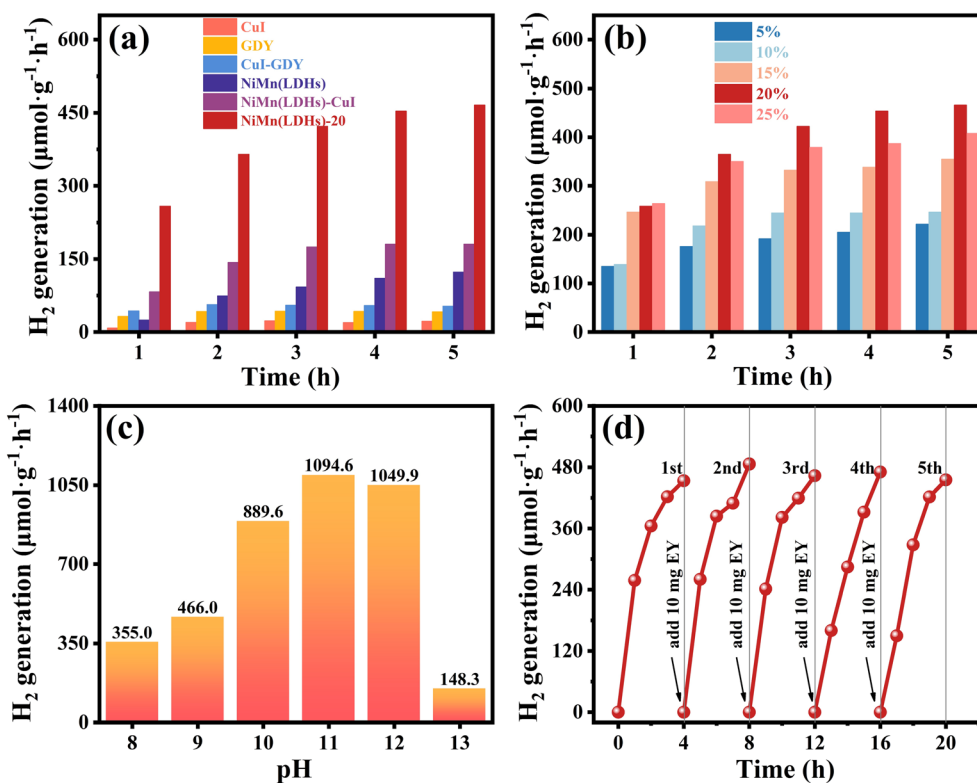 (a)
CuI
GDY
CuI-GDY
NiMn(LDHs)
NiMn(LDHs)-CuI
NiMn(LDHs)-20
H₂ generation (μmol·g⁻¹·h⁻¹)
600
450
300
150
0
1 2 3 4 5
Time (h)
(b)
5%
10%
15%
20%
25%
H₂ generation (μmol·g⁻¹·h⁻¹)
600
500
400
300
200
100
0
1 2 3 4 5
Time (h)
(c)
H₂ generation (μmol·g⁻¹·h⁻¹)
1400
1050
700
350
0
355.0
466.0
889.6
1094.6
1049.9
148.3
8 9 10 11 12 13
pH
(d)
H₂ generation (μmol·g⁻¹·h⁻¹)
600
480
360
240
120
0
1st
2nd
3rd
4th
5th
add 10 mg EY
add 10 mg EY
add 10 mg EY
add 10 mg EY
0 4 8 12 16 20
Time (h)